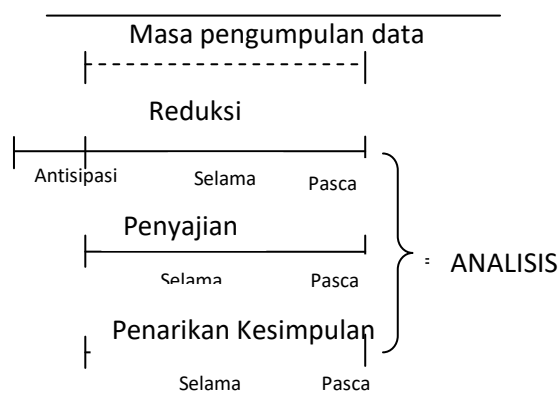 Masa pengumpulan data
Reduksi
Antisipasi Selama Pasca
Penyajian
Selama Pasca
= ANALISIS
Penarikan Kesimpulan
Selama Pasca